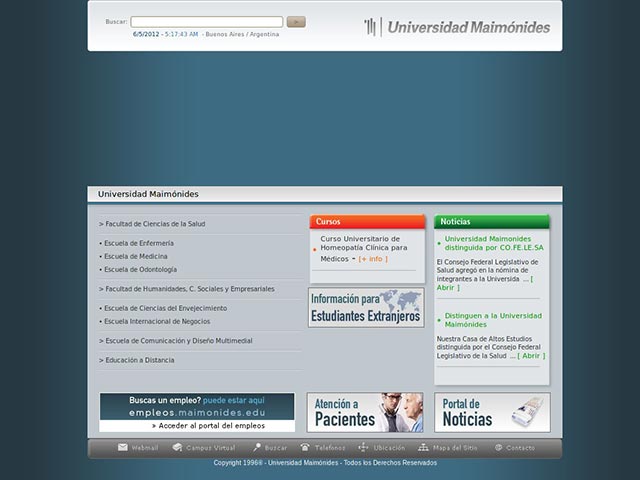 Buscar:
>
6/5/2012 - 5:17:43 AM - Buenos Aires / Argentina
Universidad Maimónides
Universidad Maimónides
> Facultad de Ciencias de la Salud
• Escuela de Enfermería
• Escuela de Medicina
• Escuela de Odontología
> Facultad de Humanidades, C. Sociales y Empresariales
• Escuela de Ciencias del Envejecimiento
• Escuela Internacional de Negocios
> Escuela de Comunicación y Diseño Multimedial
> Educación a Distancia
Cursos
Curso Universitario de
Homeopatía Clínica para
Médicos - [+ info ]
Información para
Estudiantes Extranjeros
Noticias
Universidad Maimonides
distinguida por CO.FE.LE.SA
El Consejo Federal Legislativo de
Salud agregó en la nómina de
integrantes a la Universida ... [
Abrir ]
Distinguen a la Universidad
Maimónides
Nuestra Casa de Altos Estudios
distinguida por el Consejo Federal
Legislativo de la Salud ... [ Abrir ]
Buscas un empleo? puede estar aquí
empleos.maimonides.edu
» Acceder al portal del empleos
Atención a
Pacientes
Portal de
Noticias
Webmail
Campus Virtual
Buscar
Telefonos
Ubicación
Mapa del Sitio
Contacto
Copyright 1996® - Universidad Maimónides - Todos los Derechos Reservados